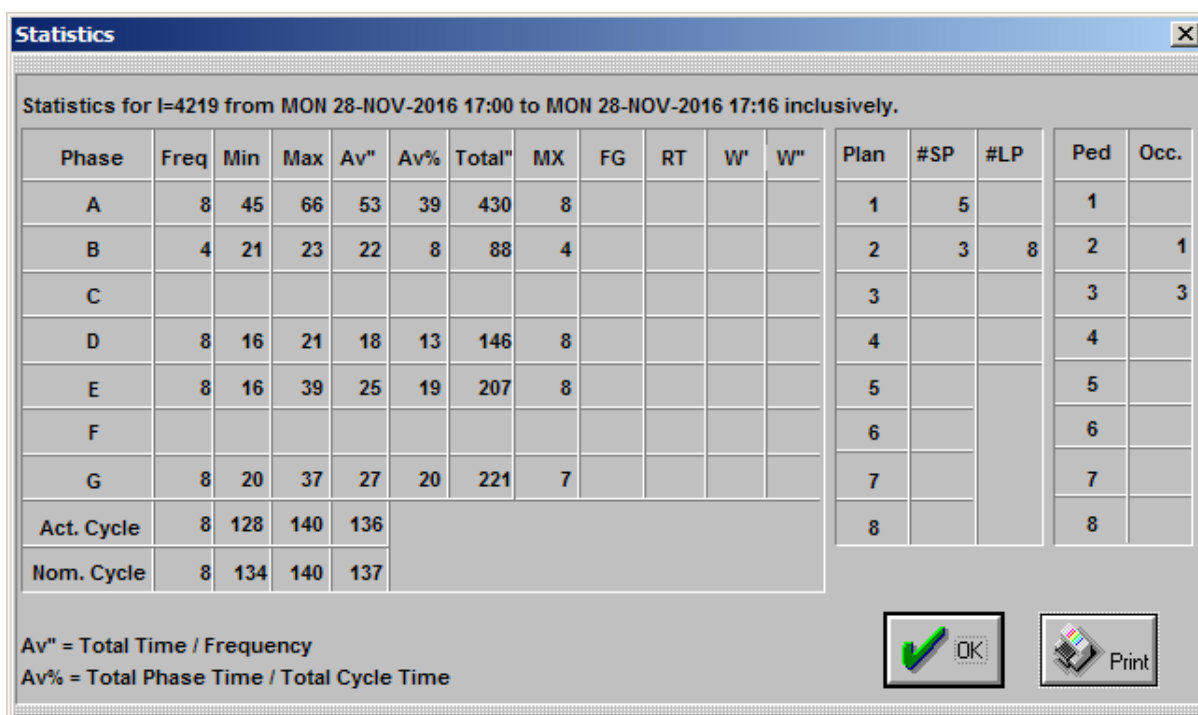 Statistics
Statistics for I=4219 from MON 28-NOV-2016 17:00 to MON 28-NOV-2016 17:16 inclusively.
Phase Freq Min Max Av" Av% Total" MX FG RT W' W"
A 8 45 66 53 39 430 8
B 4 21 23 22 8 88 4
C
D 8 16 21 18 13 146 8
E 8 16 39 25 19 207 8
F
G 8 20 37 27 20 221 7
Act. Cycle 8 128 140 136
Nom. Cycle 8 134 140 137
Plan #SP #LP
1 5
2 3 8
3
4
5
6
7
8
Ped Occ.
1
2 1
3 3
4
5
6
7
8
Av" = Total Time / Frequency
Av% = Total Phase Time / Total Cycle Time
OK
Print